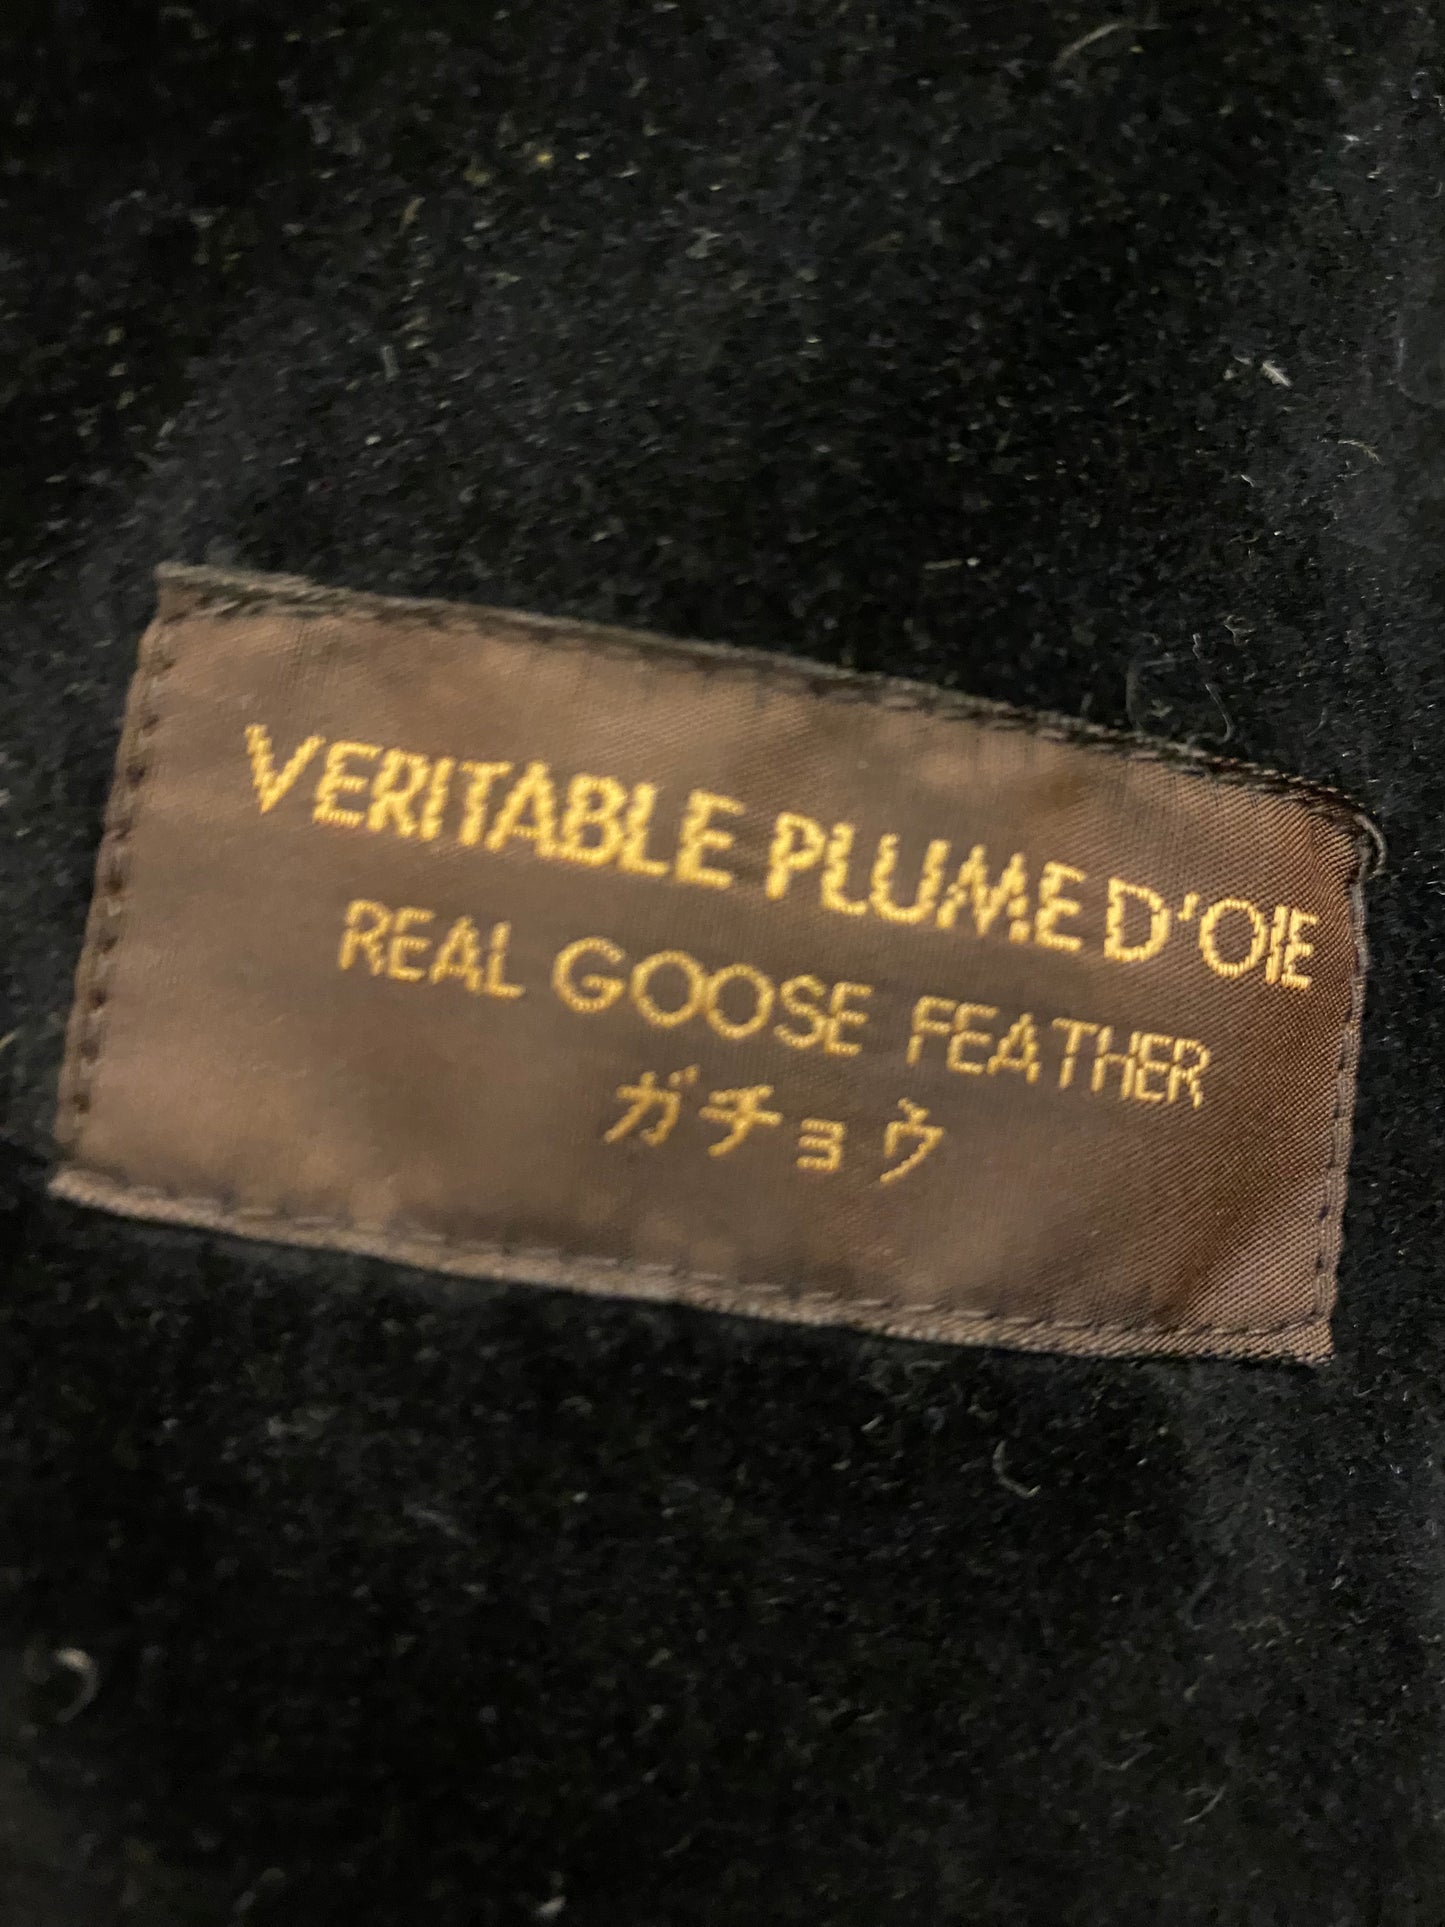 VERITABLE PLUME D'OIE
REAL GOOSE FEATHER
ガチョウ